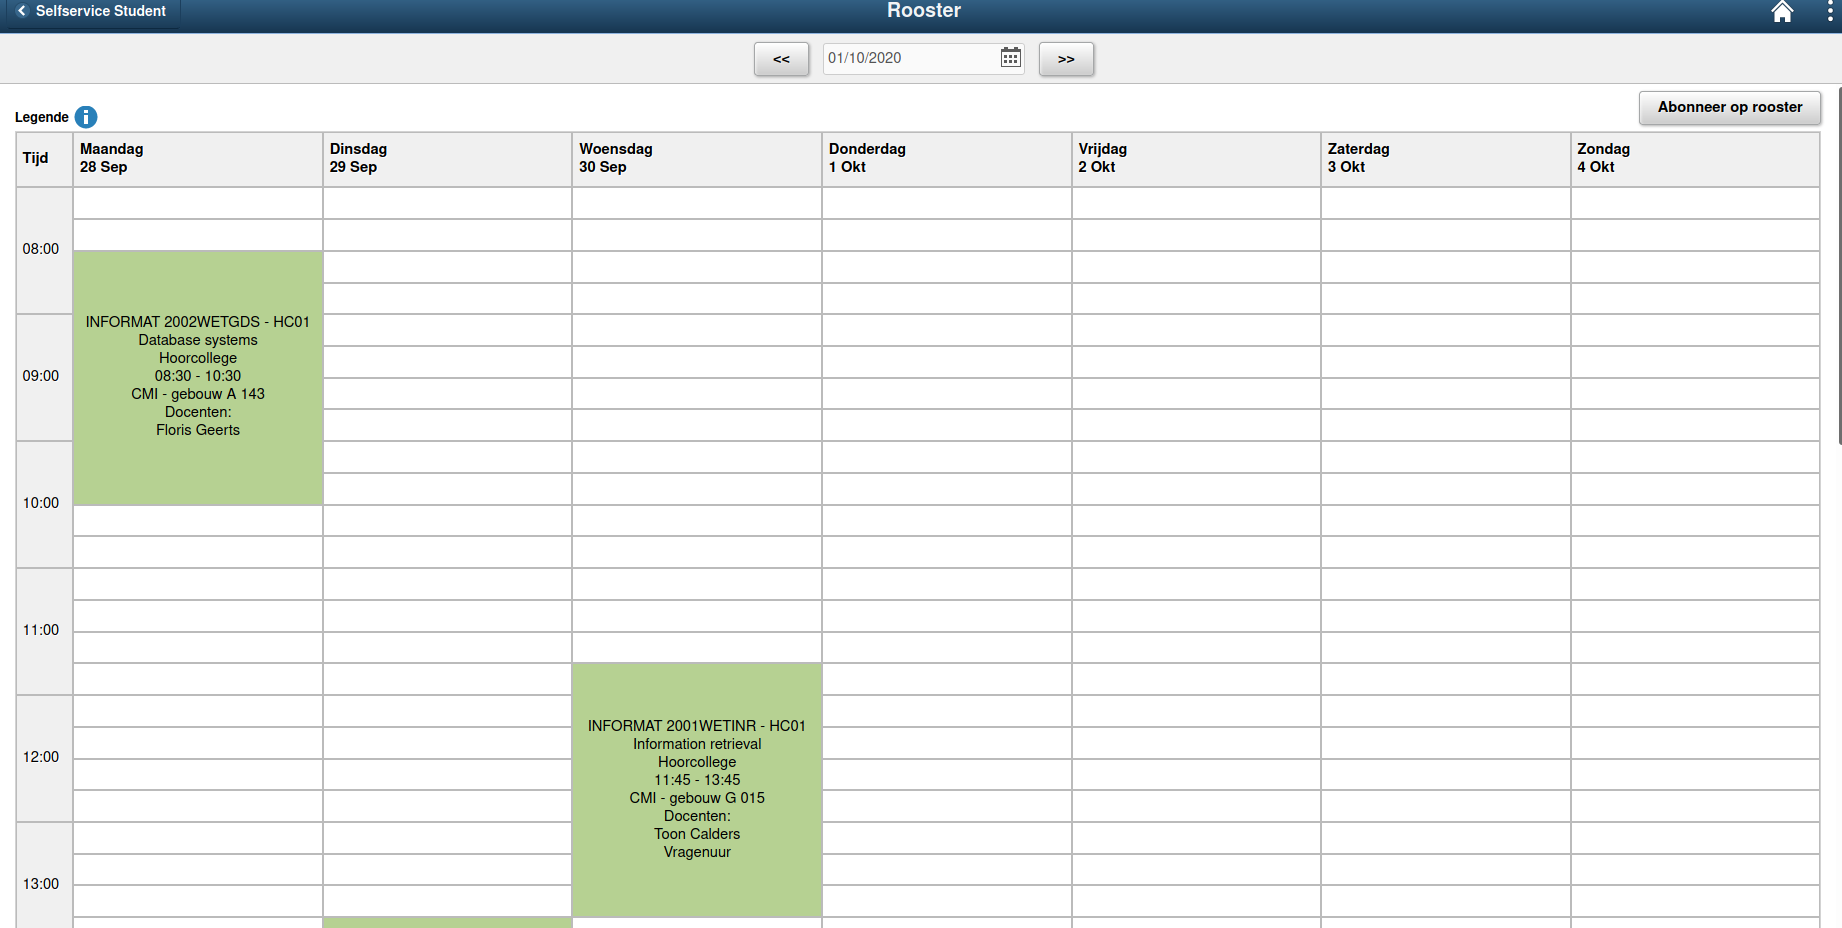 Selfservice Student
Rooster
<<
01/10/2020
>>
Legende
Abonneer op rooster
Tijd
Maandag
28 Sep
Dinsdag
29 Sep
Woensdag
30 Sep
Donderdag
1 Okt
Vrijdag
2 Okt
Zaterdag
3 Okt
Zondag
4 Okt
08:00
INFORMAT 2002WETGDS - HC01
Database systems
Hoorcollege
08:30 - 10:30
CMI - gebouw A 143
Docenten:
Floris Geerts
09:00
10:00
11:00
INFORMAT 2001WETINR - HC01
Information retrieval
Hoorcollege
11:45 - 13:45
CMI - gebouw G 015
Docenten:
Toon Calders
Vragenuur
12:00
13:00